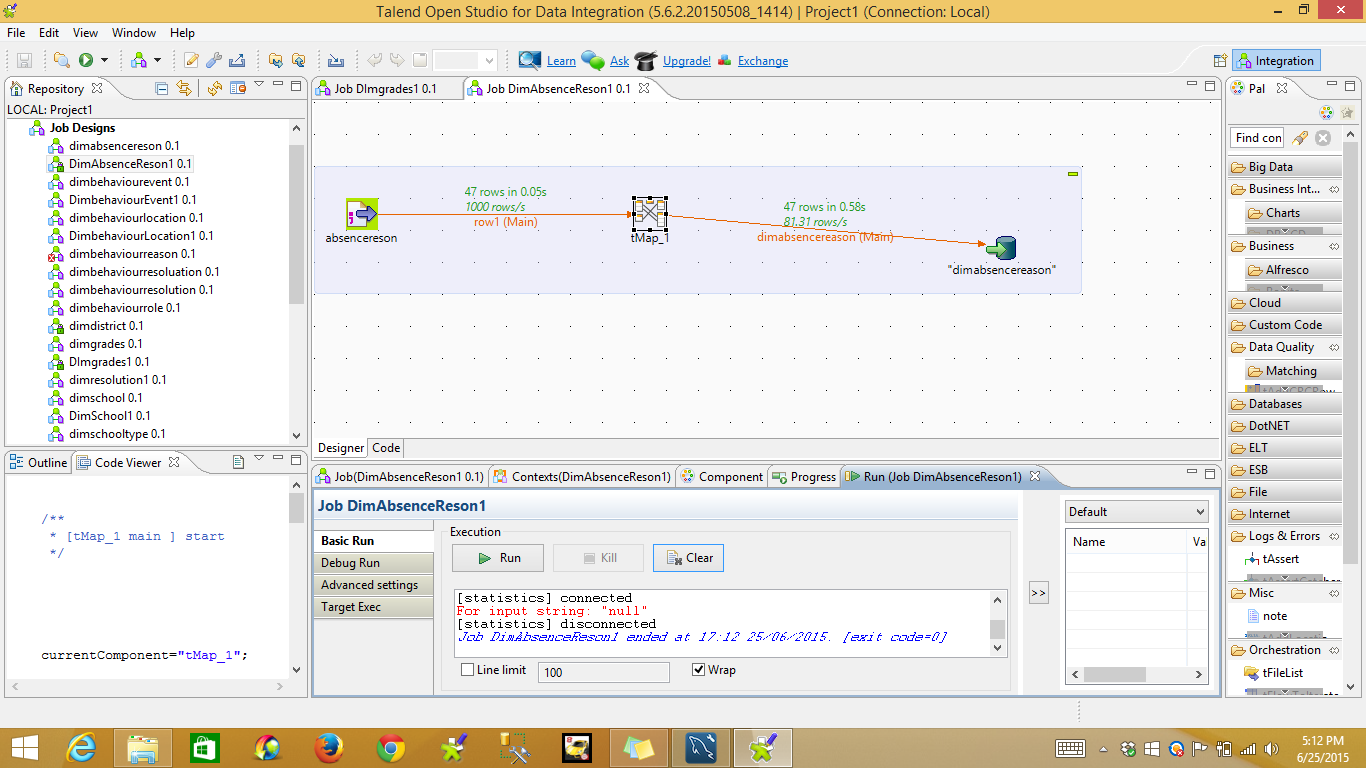 Talend Open Studio for Data Integration (5.6.2.20150508_1414) | Project1 (Connection: Local)
File Edit View Window Help
Learn Ask Upgrade! Exchange Integration
Repository
LOCAL: Project1
Job Designs
dimabsencereson 0.1
DimAbsenceReson1 0.1
dimbehaviourevent 0.1
DimbehaviourEvent1 0.1
dimbehaviourlocation 0.1
DimbehaviourLocation1 0.1
dimbehaviourreason 0.1
dimbehaviourresoluation 0.1
dimbehaviourresolution 0.1
dimbehaviourrole 0.1
dimdistrict 0.1
dimgrades 0.1
DImgrades1 0.1
dimresolution1 0.1
dimschool 0.1
DimSchool1 0.1
dimschooltype 0.1
Outline Code Viewer
/**
* [tMap_1 main ] start
*/
currentComponent="tMap_1";
Job DImgrades1 0.1 Job DimAbsenceReson1 0.1
47 rows in 0.05s
1000 rows/s
row1 (Main)
absencereson
tMap_1
47 rows in 0.58s
81.31 rows/s
dimabsencereason (Main)
"dimabsencereason"
Designer Code
Job(DimAbsenceReson1 0.1) Contexts(DimAbsenceReson1) Component Progress Run (Job DimAbsenceReson1)
Job DimAbsenceReson1
Basic Run
Debug Run
Advanced settings
Target Exec
Execution
Run Kill Clear
[statistics] connected
For input string: "null"
[statistics] disconnected
Job DimAbsenceReson1 ended at 17:12 25/06/2015. [exit code=0]
Line limit 100 Wrap
>>
Default
Name Va
Pal
Find con
Big Data
Business Int...
Charts
Business
Alfresco
Cloud
Custom Code
Data Quality
Matching
Databases
DotNET
ELT
ESB
File
Internet
Logs & Errors
tAssert
Misc
note
Orchestration
tFileList
5:12 PM
6/25/2015